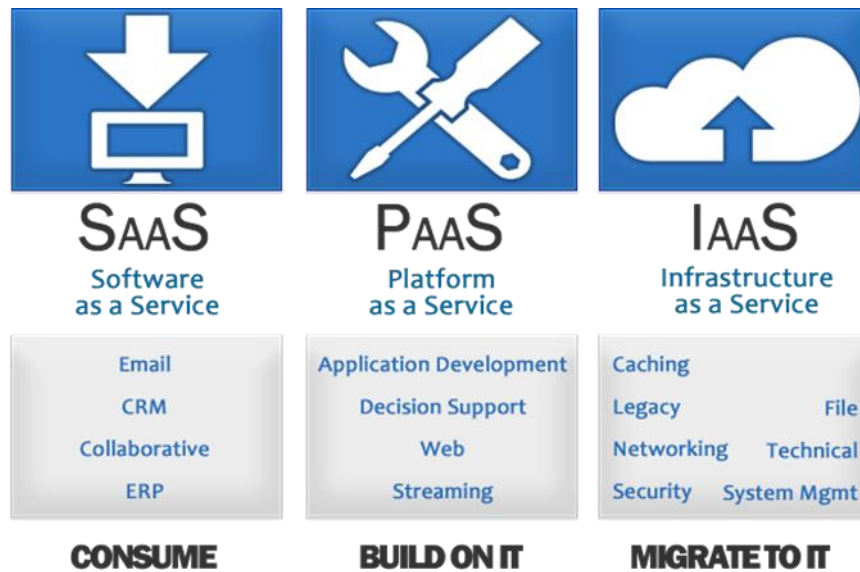 SAAS
Software
as a Service
Email
CRM
Collaborative
ERP
CONSUME
PAAS
Platform
as a Service
Application Development
Decision Support
Web
Streaming
BUILD ON IT
IAAS
Infrastructure
as a Service
Caching
Legacy File
Networking Technical
Security System Mgmt
MIGRATE TO IT